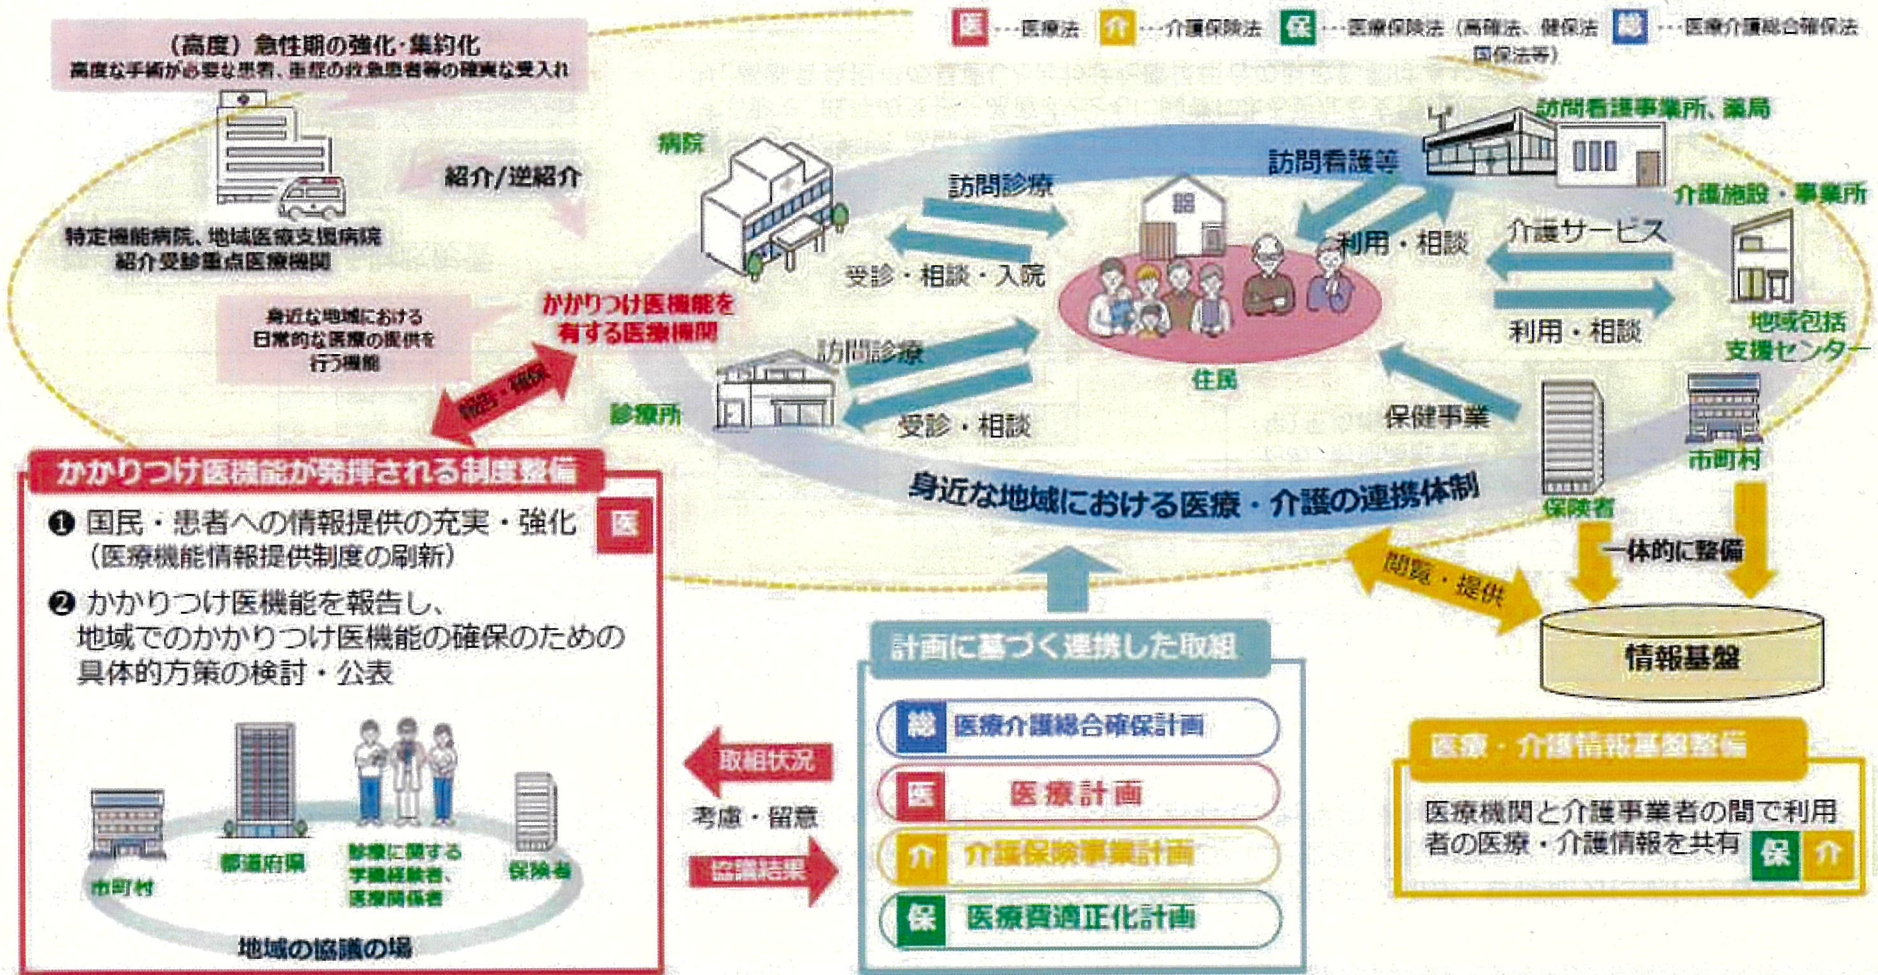 医…医療法 介…介護保険法 保…医療保険法（高確法、健保法
国保法等）
総…医療介護総合確保法
（高度）急性期の強化・集約化
高度な手術が必要な患者、重症の救急患者等の確実な受入れ
紹介/逆紹介
特定機能病院、地域医療支援病院
紹介受診重点医療機関
身近な地域における
日常的な医療の提供を
行う機能
かかりつけ医機能を
有する医療機関
報告・確保
病院
訪問診療
受診・相談・入院
診療所
訪問診療
受診・相談
住民
訪問看護等
利用・相談
訪問看護事業所、薬局
介護施設・事業所
介護サービス
利用・相談
地域包括
支援センター
保健事業
保険者
市町村
身近な地域における医療・介護の連携体制
一体的に整備
閲覧・提供
情報基盤
かかりつけ医機能が発揮される制度整備
❶ 国民・患者への情報提供の充実・強化
（医療機能情報提供制度の刷新）
医
❷ かかりつけ医機能を報告し、
地域でのかかりつけ医機能の確保のための
具体的方策の検討・公表
市町村
都道府県
診療に関する
学識経験者、
医療関係者
保険者
地域の協議の場
取組状況
考慮・留意
協議結果
計画に基づく連携した取組
総 医療介護総合確保計画
医 医療計画
介 介護保険事業計画
保 医療費適正化計画
医療・介護情報基盤整備
医療機関と介護事業者の間で利用
者の医療・介護情報を共有 保 介